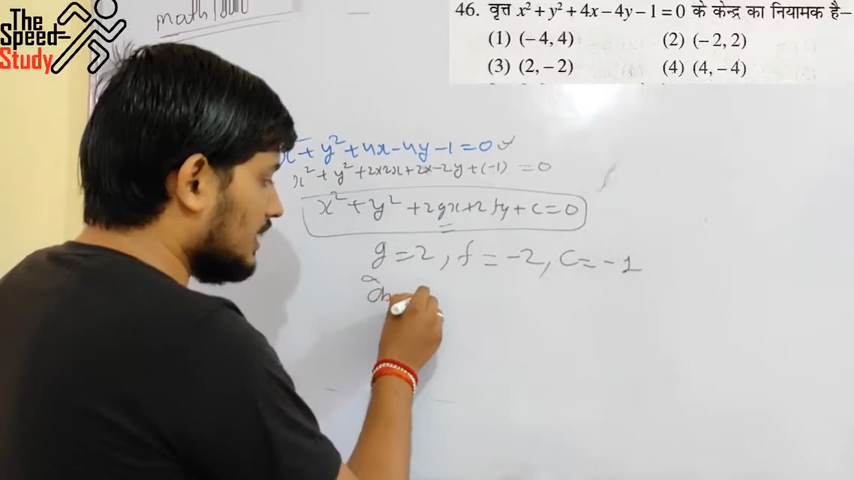 math
The
Speed
Study
46. वृत्त x² + y² + 4x − 4y − 1 = 0 के केन्द्र का नियामक है–
(1) (−4, 4) (2) (−2, 2)
(3) (2, −2) (4) (4, −4)
x² + y² + 4x - 4y - 1 = 0
x² + y² + 2×2x + 2x-2y + (-1) = 0
x² + y² + 2gx + 2fy + c = 0
g = 2, f = -2, c = -1